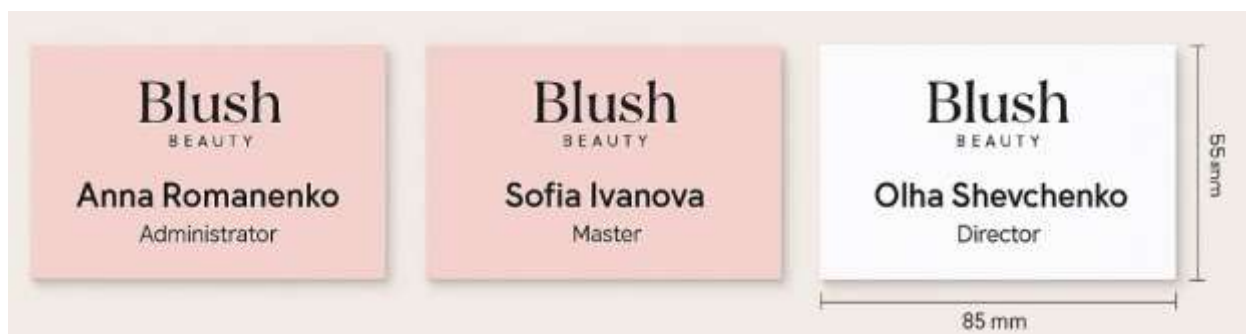 Blush
BEAUTY
Anna Romanenko
Administrator
Blush
BEAUTY
Sofia Ivanova
Master
Blush
BEAUTY
Olha Shevchenko
Director
55 mm
85 mm